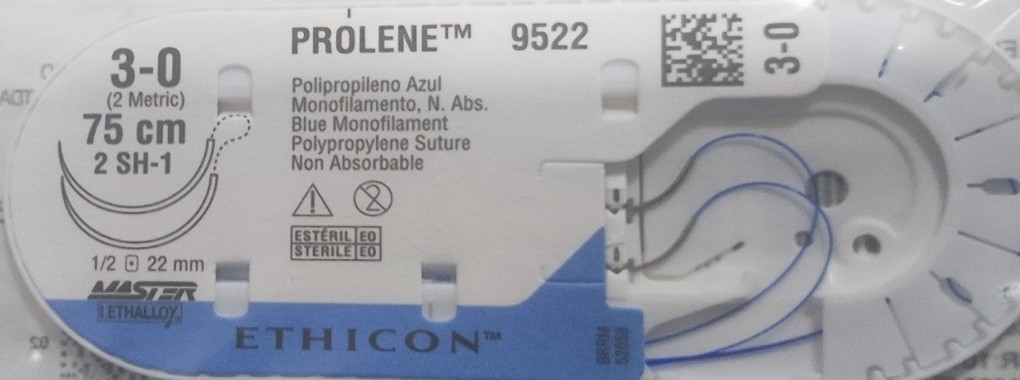 PROLENE™ 9522
3-0
3-0
(2 Metric)
75 cm
2 SH-1
Polipropileno Azul
Monofilamento, N. Abs.
Blue Monofilament
Polypropylene Suture
Non Absorbable
ESTÉRIL EO
STERILE EO
1/2 22 mm
MASTER
ETHALLOY
ETHICON™